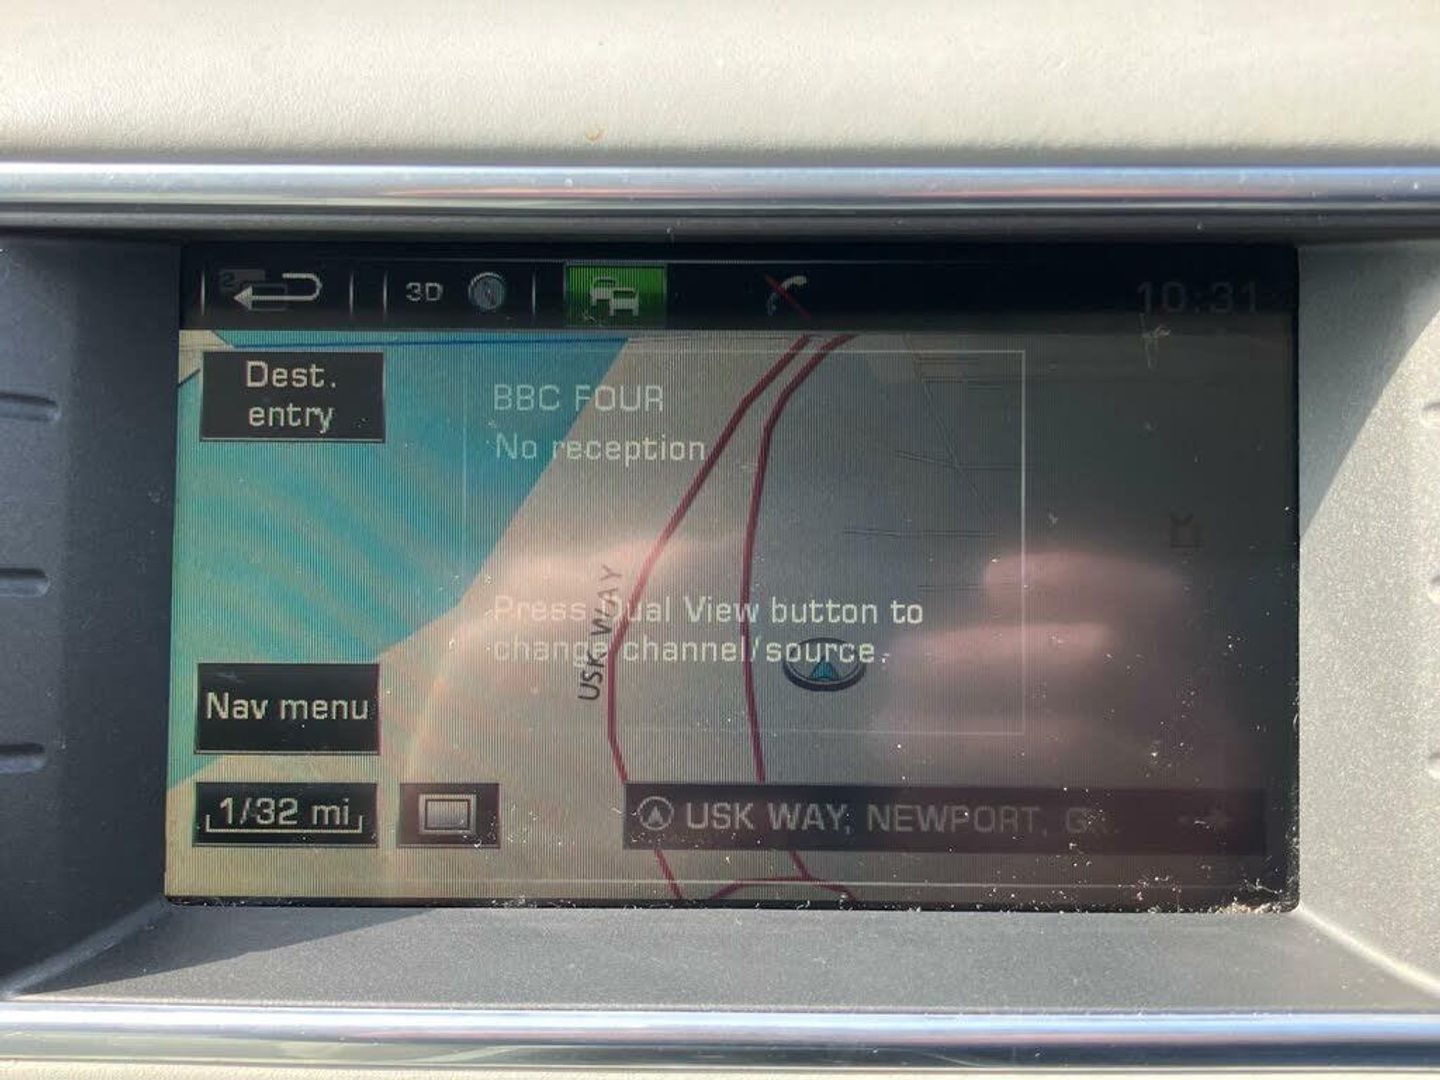 3D
10:31
Dest.
entry
BBC FOUR
No reception
USK WAY
Press Dual View button to
change channel/source.
Nav menu
1/32 mi
USK WAY, NEWPORT, G...